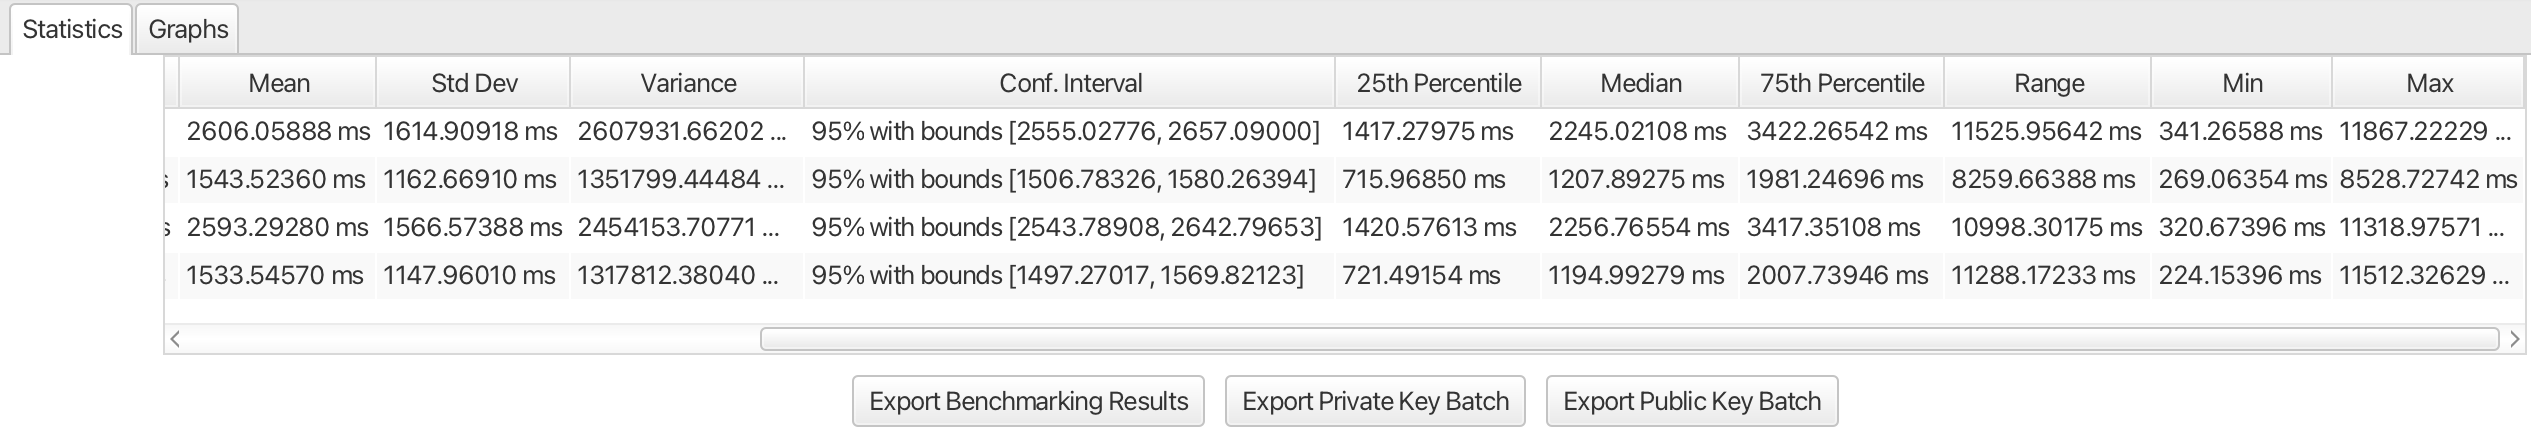 Statistics Graphs
Mean Std Dev Variance Conf. Interval 25th Percentile Median 75th Percentile Range Min Max
2606.05888 ms 1614.90918 ms 2607931.66202 ... 95% with bounds [2555.02776, 2657.09000] 1417.27975 ms 2245.02108 ms 3422.26542 ms 11525.95642 ms 341.26588 ms 11867.22229 ...
1543.52360 ms 1162.66910 ms 1351799.44484 ... 95% with bounds [1506.78326, 1580.26394] 715.96850 ms 1207.89275 ms 1981.24696 ms 8259.66388 ms 269.06354 ms 8528.72742 ms
2593.29280 ms 1566.57388 ms 2454153.70771 ... 95% with bounds [2543.78908, 2642.79653] 1420.57613 ms 2256.76554 ms 3417.35108 ms 10998.30175 ms 320.67396 ms 11318.97571 ...
1533.54570 ms 1147.96010 ms 1317812.38040 ... 95% with bounds [1497.27017, 1569.82123] 721.49154 ms 1194.99279 ms 2007.73946 ms 11288.17233 ms 224.15396 ms 11512.32629 ...
Export Benchmarking Results Export Private Key Batch Export Public Key Batch